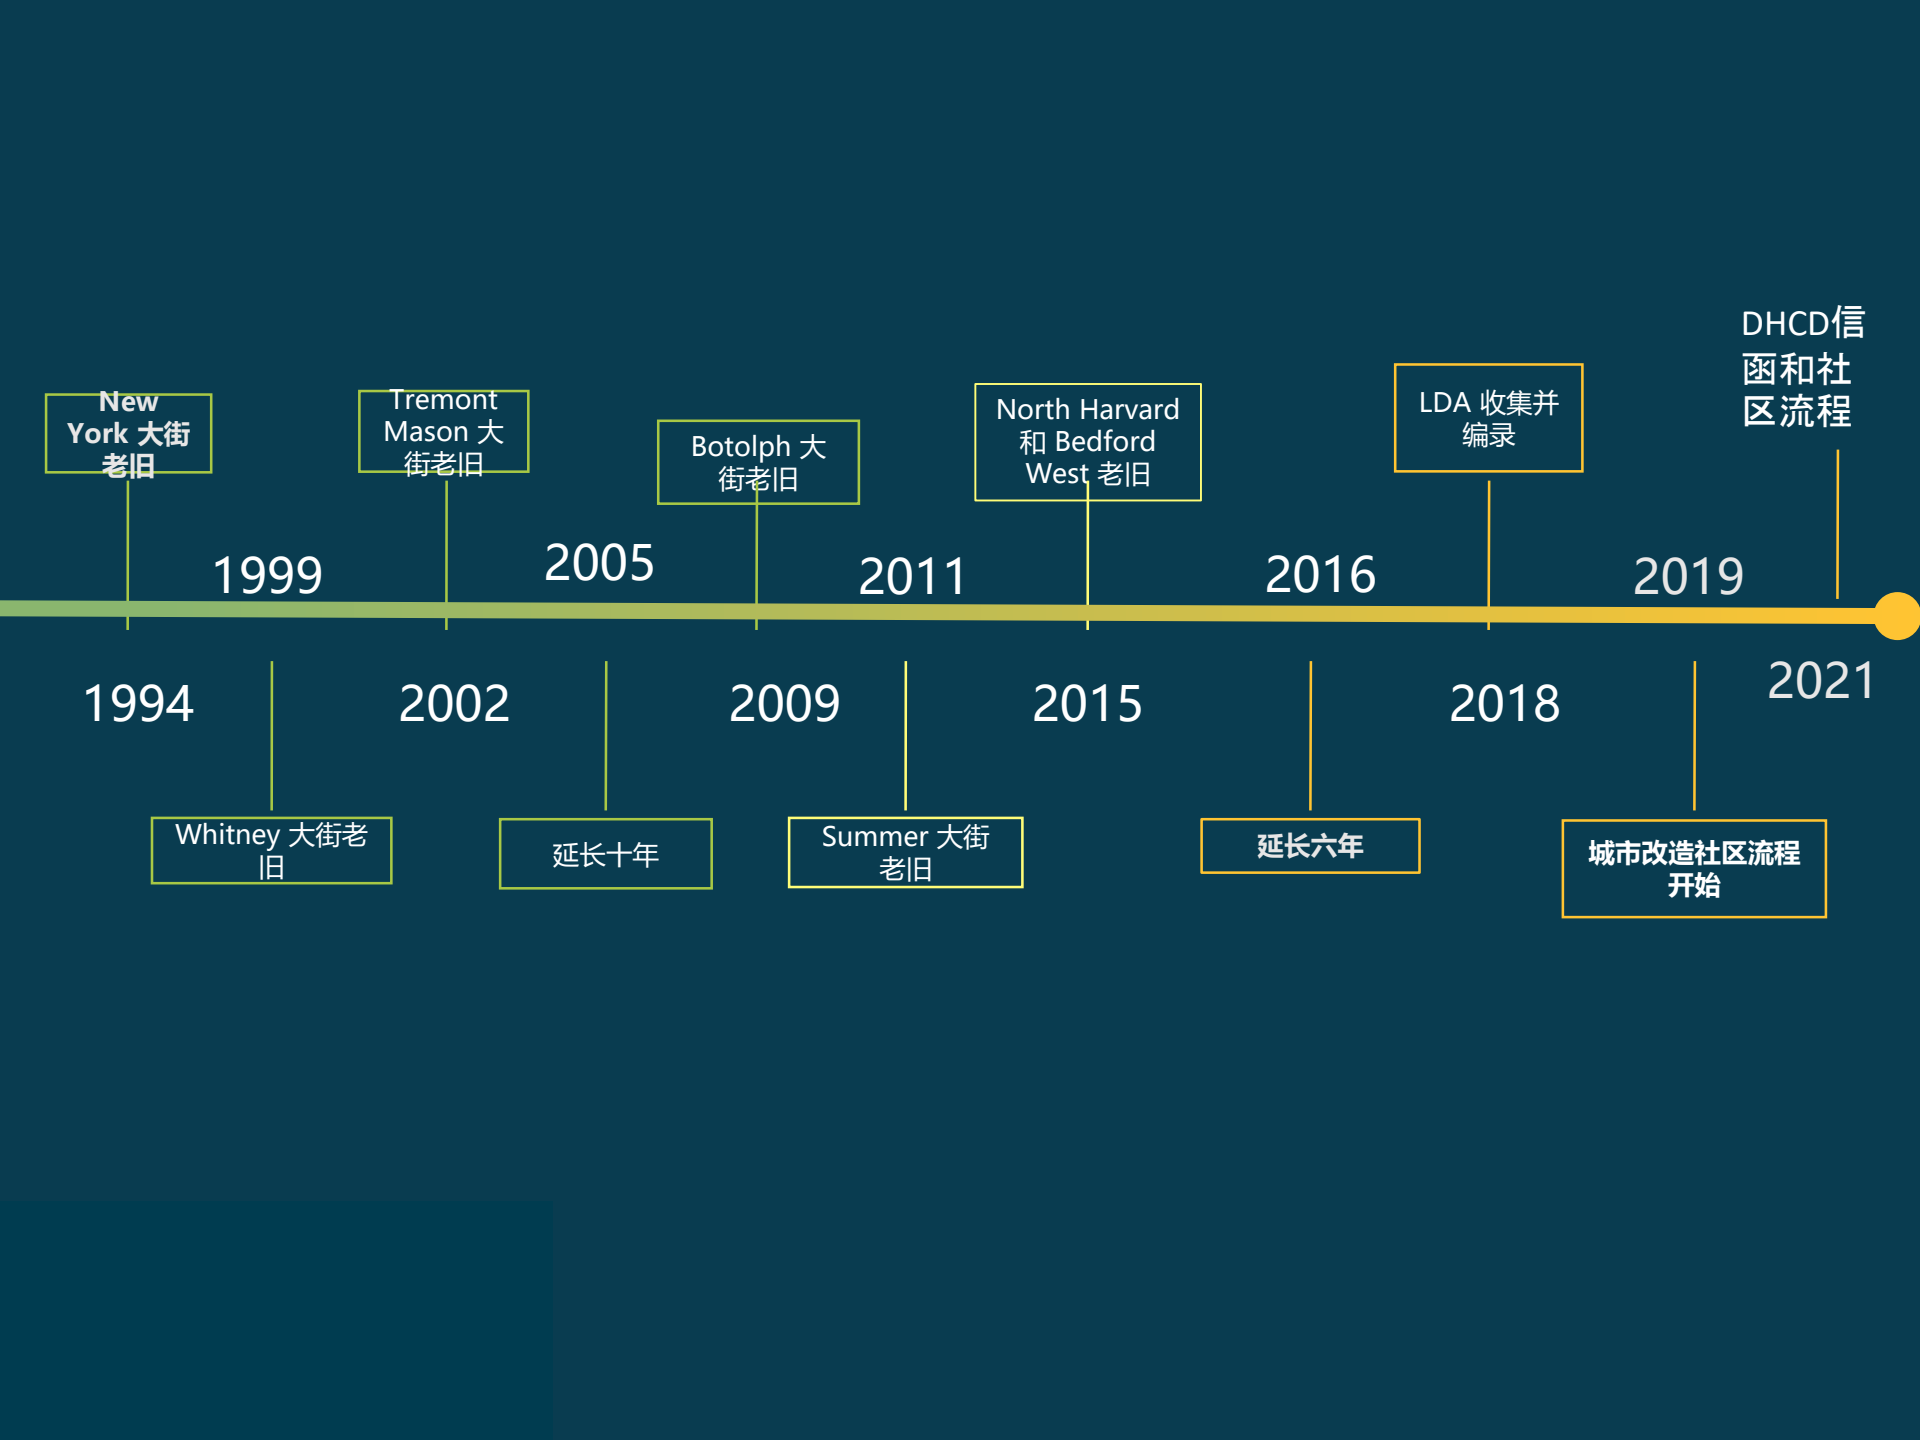 DHCD信
函和社
区流程
New
York 大街
老旧
Tremont
Mason 大
街老旧
Botolph 大
街老旧
North Harvard
和 Bedford
West 老旧
LDA 收集并
编录
1999
2005
2011
2016
2019
1994
2002
2009
2015
2018
2021
Whitney 大街老
旧
延长十年
Summer 大街
老旧
延长六年
城市改造社区流程
开始